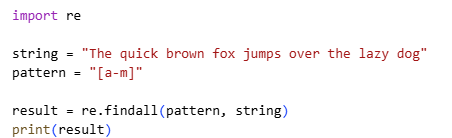 import re
string = "The quick brown fox jumps over the lazy dog"
pattern = "[a-m]"
result = re.findall(pattern, string)
print(result)